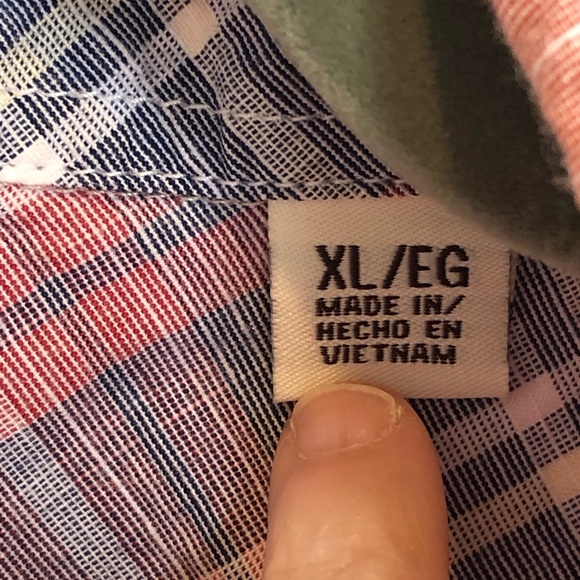 XL/EG
MADE IN/
HECHO EN
VIETNAM